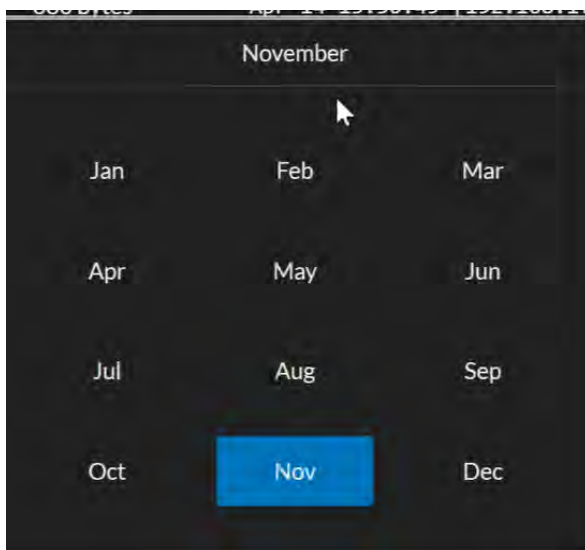 November
Jan Feb Mar
Apr May Jun
Jul Aug Sep
Oct Nov Dec